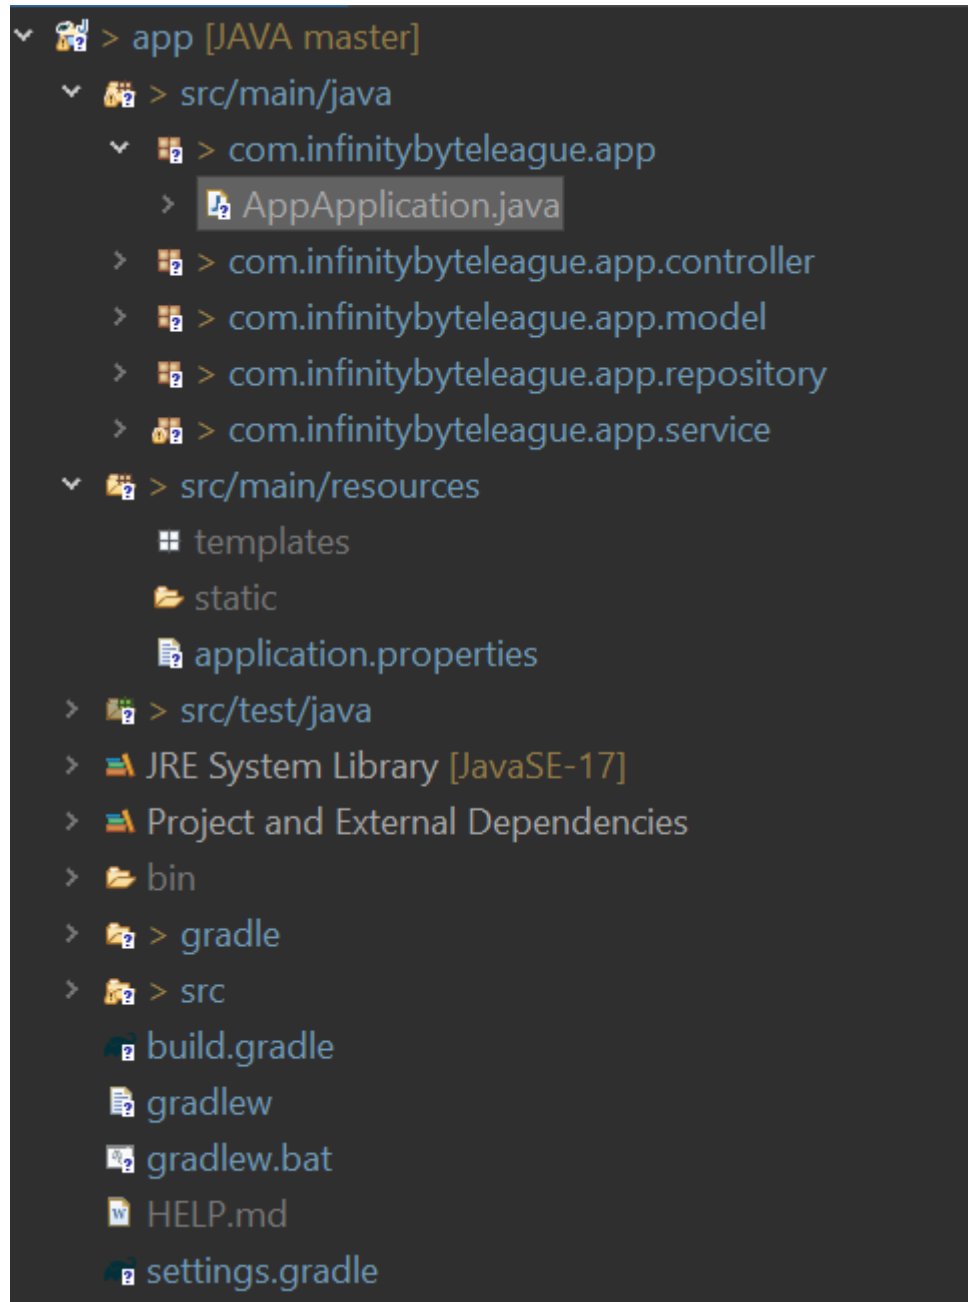 > app [JAVA master]
> src/main/java
> com.infinitybyteleague.app
AppApplication.java
> com.infinitybyteleague.app.controller
> com.infinitybyteleague.app.model
> com.infinitybyteleague.app.repository
> com.infinitybyteleague.app.service
> src/main/resources
templates
static
application.properties
> src/test/java
JRE System Library [JavaSE-17]
Project and External Dependencies
bin
> gradle
> src
build.gradle
gradlew
gradlew.bat
HELP.md
settings.gradle